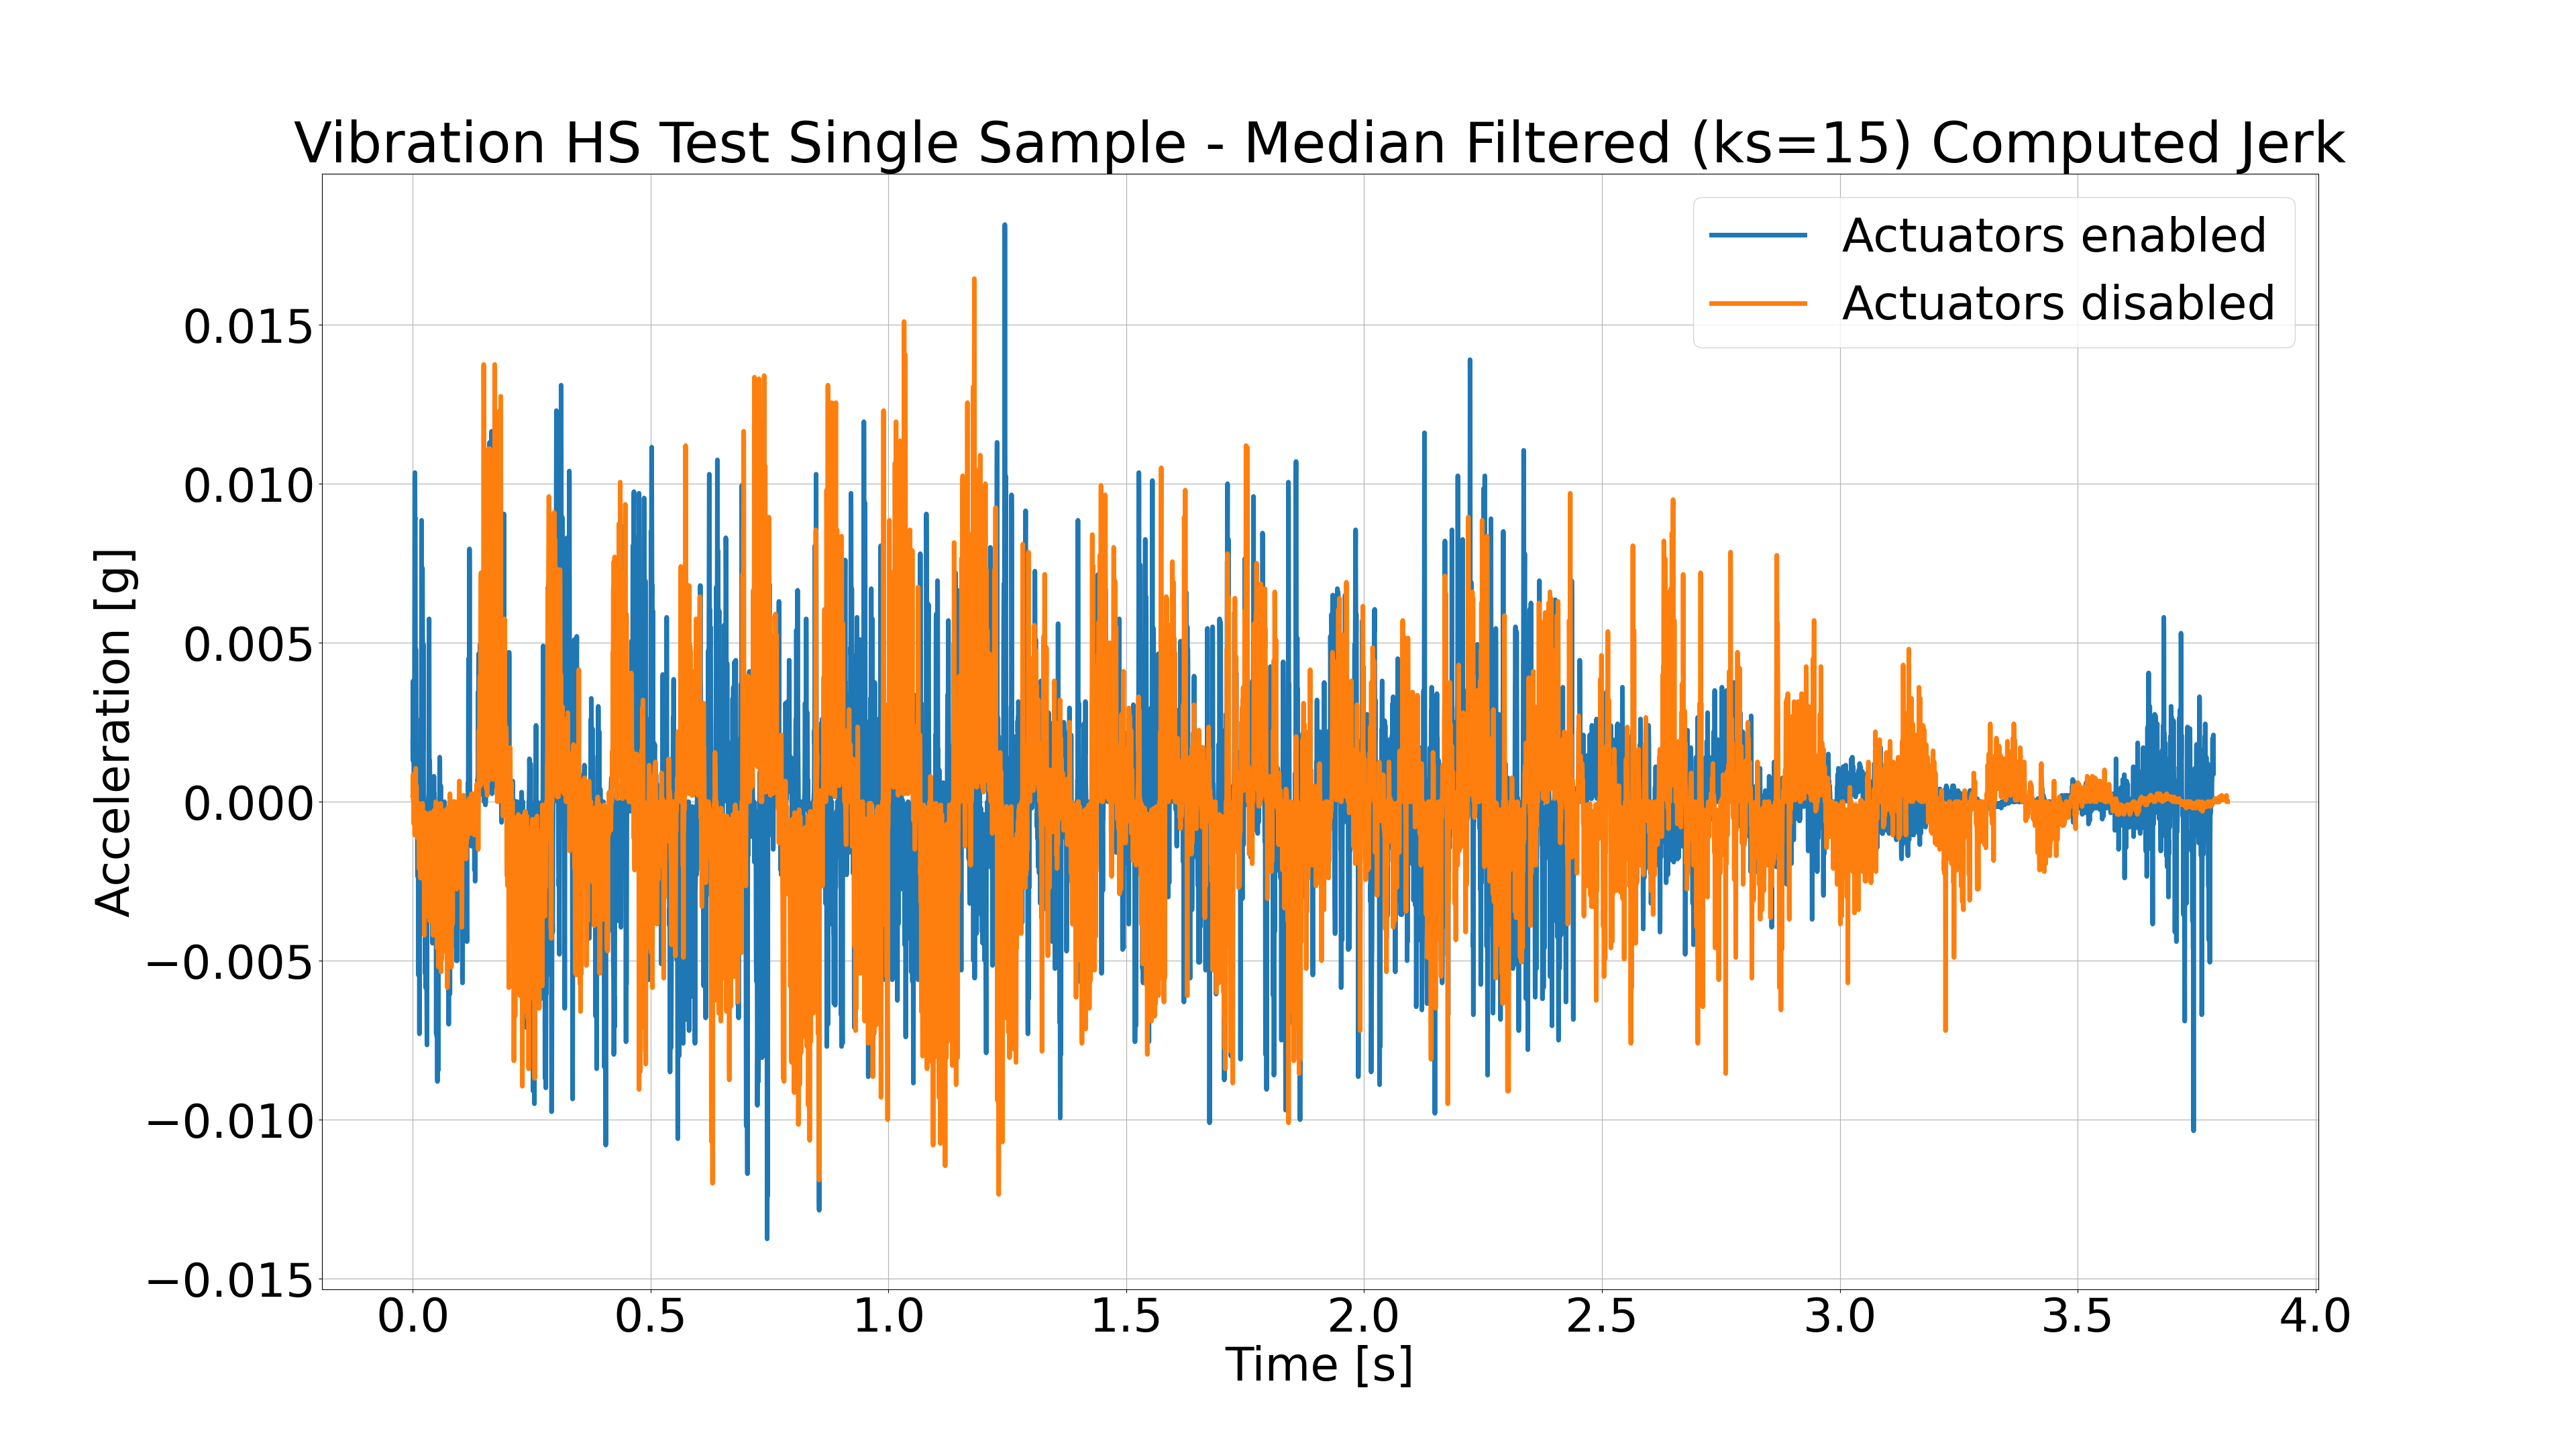 Vibration HS Test Single Sample - Median Filtered (ks=15) Computed Jerk
Actuators enabled
Actuators disabled
Acceleration [g]
0.015
0.010
0.005
0.000
−0.005
−0.010
−0.015
0.0 0.5 1.0 1.5 2.0 2.5 3.0 3.5 4.0
Time [s]